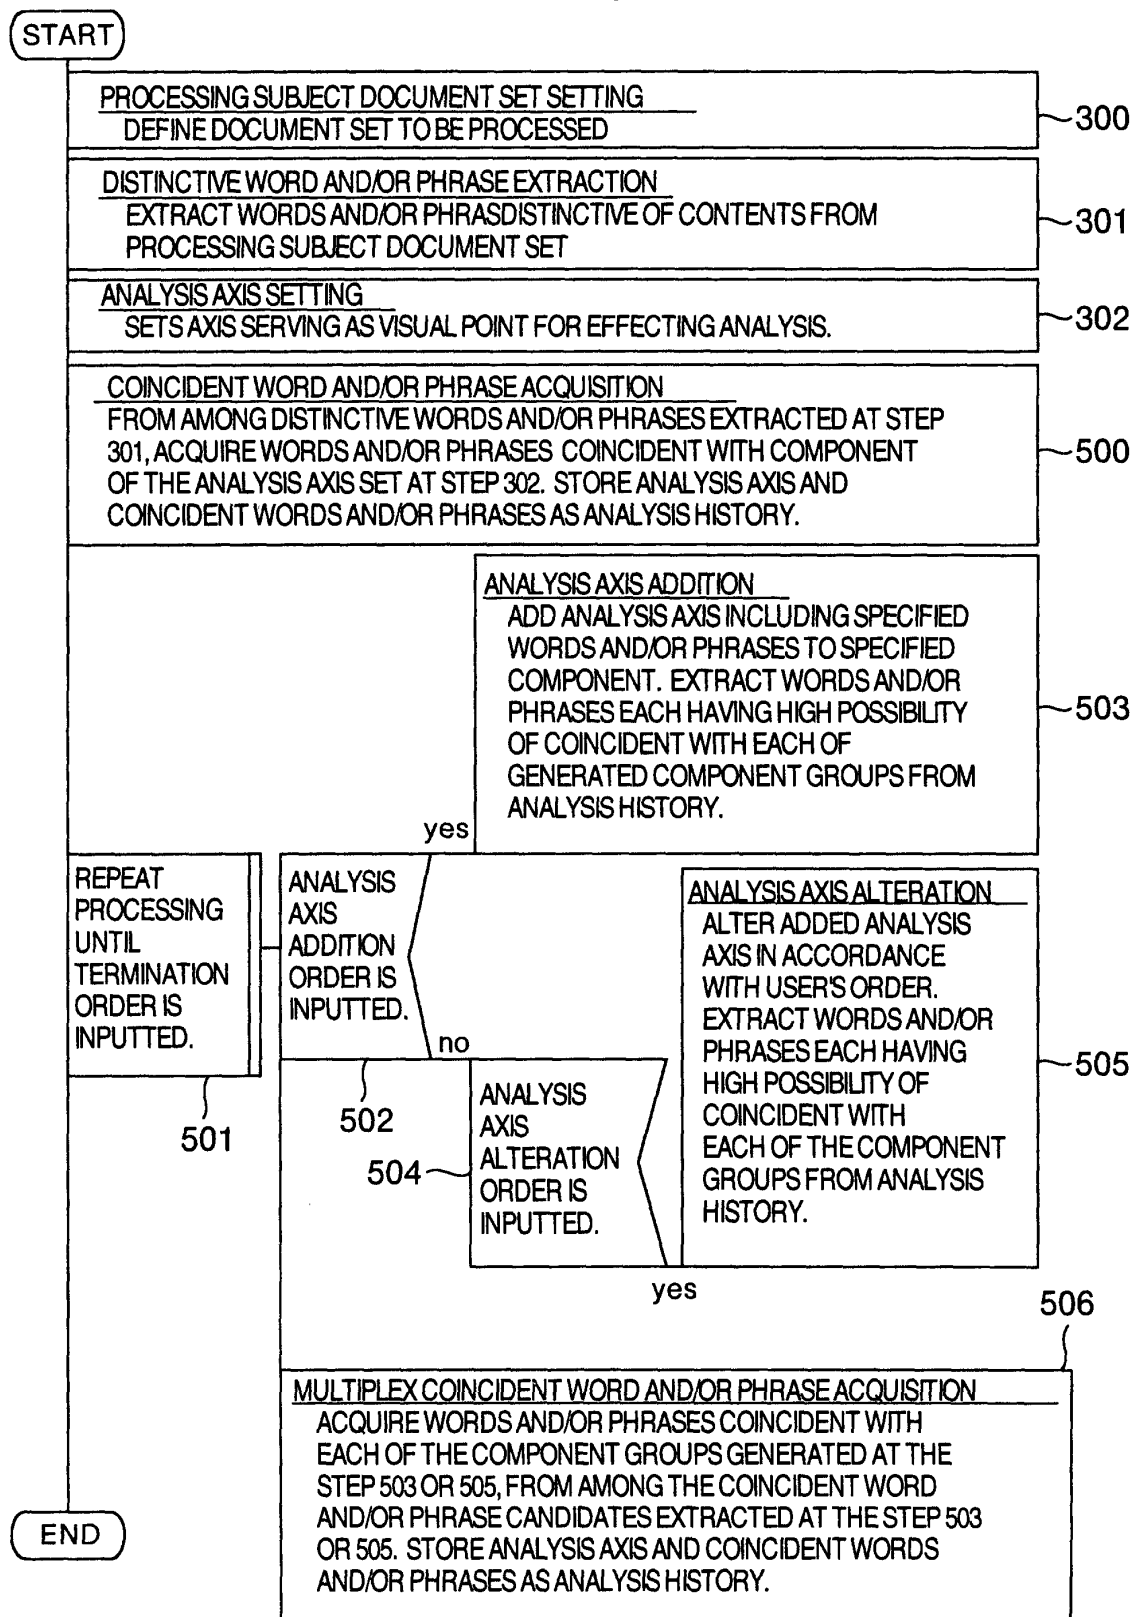 START
PROCESSING SUBJECT DOCUMENT SET SETTING
DEFINE DOCUMENT SET TO BE PROCESSED
300
DISTINCTIVE WORD AND/OR PHRASE EXTRACTION
EXTRACT WORDS AND/OR PHRASDISTINCTIVE OF CONTENTS FROM
PROCESSING SUBJECT DOCUMENT SET
301
ANALYSIS AXIS SETTING
SETS AXIS SERVING AS VISUAL POINT FOR EFFECTING ANALYSIS.
302
COINCIDENT WORD AND/OR PHRASE ACQUISITION
FROM AMONG DISTINCTIVE WORDS AND/OR PHRASES EXTRACTED AT STEP
301, ACQUIRE WORDS AND/OR PHRASES COINCIDENT WITH COMPONENT
OF THE ANALYSIS AXIS SET AT STEP 302. STORE ANALYSIS AXIS AND
COINCIDENT WORDS AND/OR PHRASES AS ANALYSIS HISTORY.
500
ANALYSIS AXIS ADDITION
ADD ANALYSIS AXIS INCLUDING SPECIFIED
WORDS AND/OR PHRASES TO SPECIFIED
COMPONENT. EXTRACT WORDS AND/OR
PHRASES EACH HAVING HIGH POSSIBILITY
OF COINCIDENT WITH EACH OF
GENERATED COMPONENT GROUPS FROM
ANALYSIS HISTORY.
503
yes
REPEAT
PROCESSING
UNTIL
TERMINATION
ORDER IS
INPUTTED.
501
ANALYSIS
AXIS
ADDITION
ORDER IS
INPUTTED.
no
502
ANALYSIS AXIS ALTERATION
ALTER ADDED ANALYSIS
AXIS IN ACCORDANCE
WITH USER'S ORDER.
EXTRACT WORDS AND/OR
PHRASES EACH HAVING
HIGH POSSIBILITY OF
COINCIDENT WITH
EACH OF THE COMPONENT
GROUPS FROM ANALYSIS
HISTORY.
505
ANALYSIS
AXIS
ALTERATION
ORDER IS
INPUTTED.
504
yes
506
MULTIPLEX COINCIDENT WORD AND/OR PHRASE ACQUISITION
ACQUIRE WORDS AND/OR PHRASES COINCIDENT WITH
EACH OF THE COMPONENT GROUPS GENERATED AT THE
STEP 503 OR 505, FROM AMONG THE COINCIDENT WORD
AND/OR PHRASE CANDIDATES EXTRACTED AT THE STEP 503
OR 505. STORE ANALYSIS AXIS AND COINCIDENT WORDS
AND/OR PHRASES AS ANALYSIS HISTORY.
END